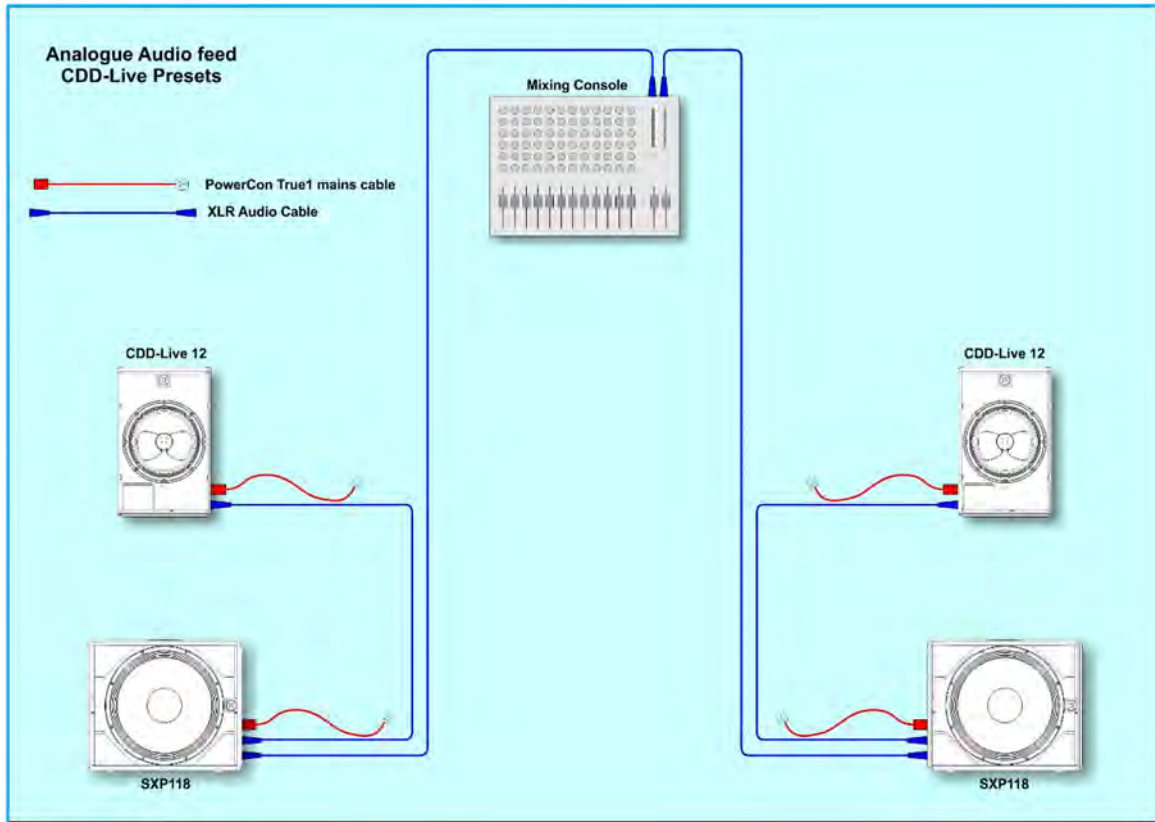 Analogue Audio feed
CDD-Live Presets
Mixing Console
PowerCon True1 mains cable
XLR Audio Cable
CDD-Live 12
CDD-Live 12
SXP118
SXP118